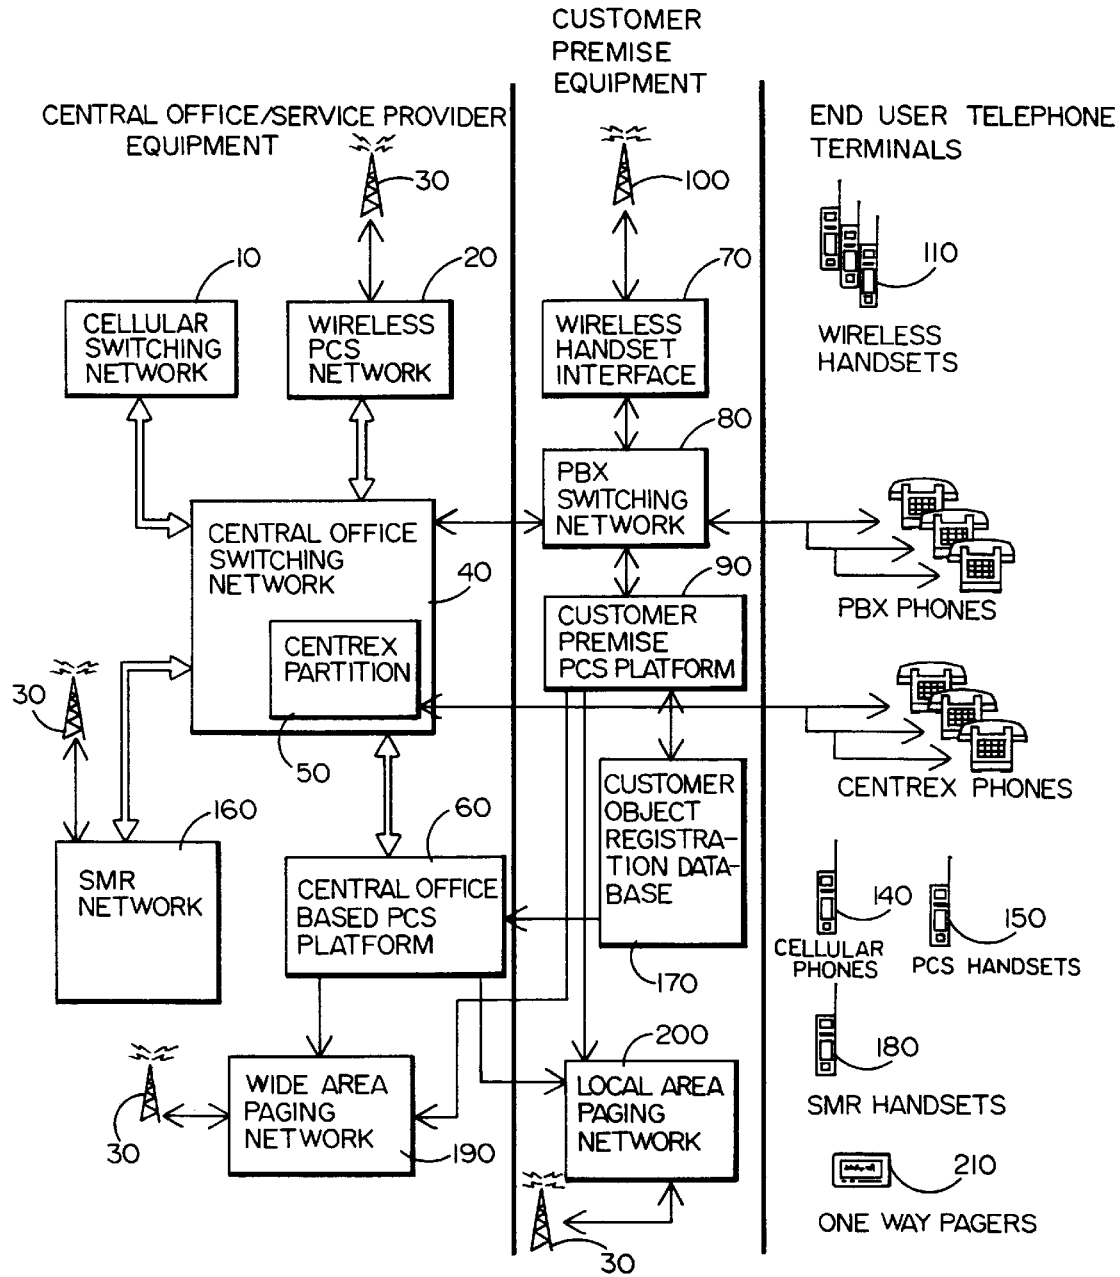 CUSTOMER
PREMISE
EQUIPMENT
CENTRAL OFFICE/SERVICE PROVIDER
EQUIPMENT
END USER TELEPHONE
TERMINALS
30
100
10
20
70
110
CELLULAR
SWITCHING
NETWORK
WIRELESS
PCS
NETWORK
WIRELESS
HANDSET
INTERFACE
WIRELESS
HANDSETS
80
PBX
SWITCHING
NETWORK
CENTRAL OFFICE
SWITCHING
NETWORK
40
90
PBX PHONES
CENTREX
PARTITION
CUSTOMER
PREMISE
PCS PLATFORM
30
50
CENTREX PHONES
160
60
CUSTOMER
OBJECT
REGISTRA-
TION DATA-
BASE
SMR
NETWORK
CENTRAL OFFICE
BASED PCS
PLATFORM
140
150
CELLULAR
PHONES
PCS HANDSETS
170
200
180
WIDE AREA
PAGING
NETWORK
LOCAL AREA
PAGING
NETWORK
SMR HANDSETS
30
190
210
ONE WAY PAGERS
30